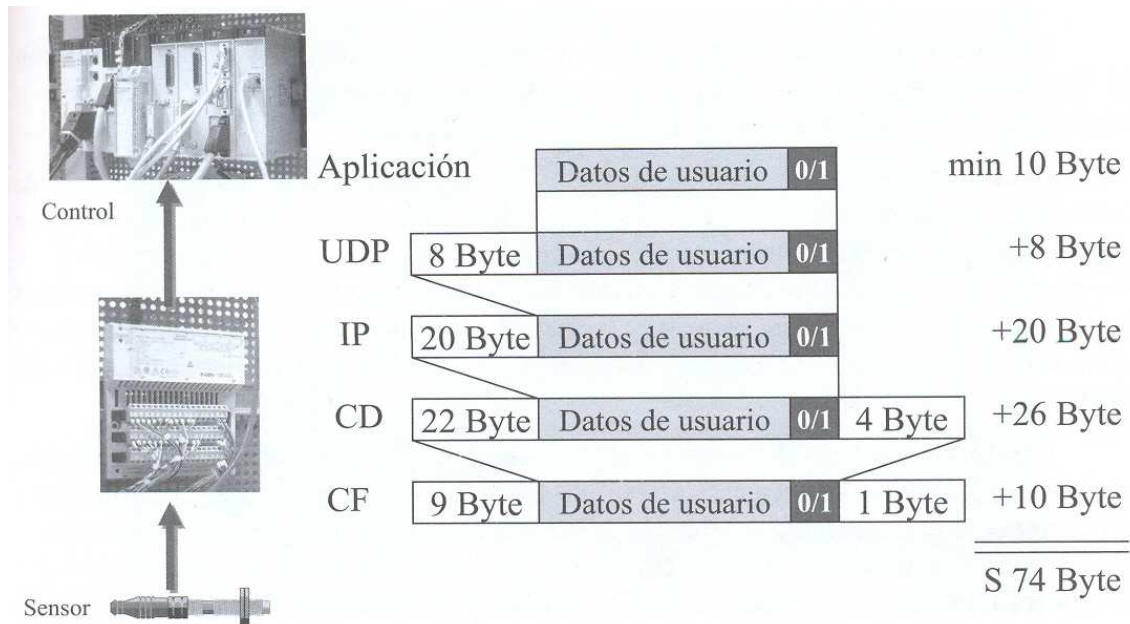 Control
Sensor
Aplicación Datos de usuario 0/1 min 10 Byte
UDP 8 Byte Datos de usuario 0/1 +8 Byte
IP 20 Byte Datos de usuario 0/1 +20 Byte
CD 22 Byte Datos de usuario 0/1 4 Byte +26 Byte
CF 9 Byte Datos de usuario 0/1 1 Byte +10 Byte
S 74 Byte